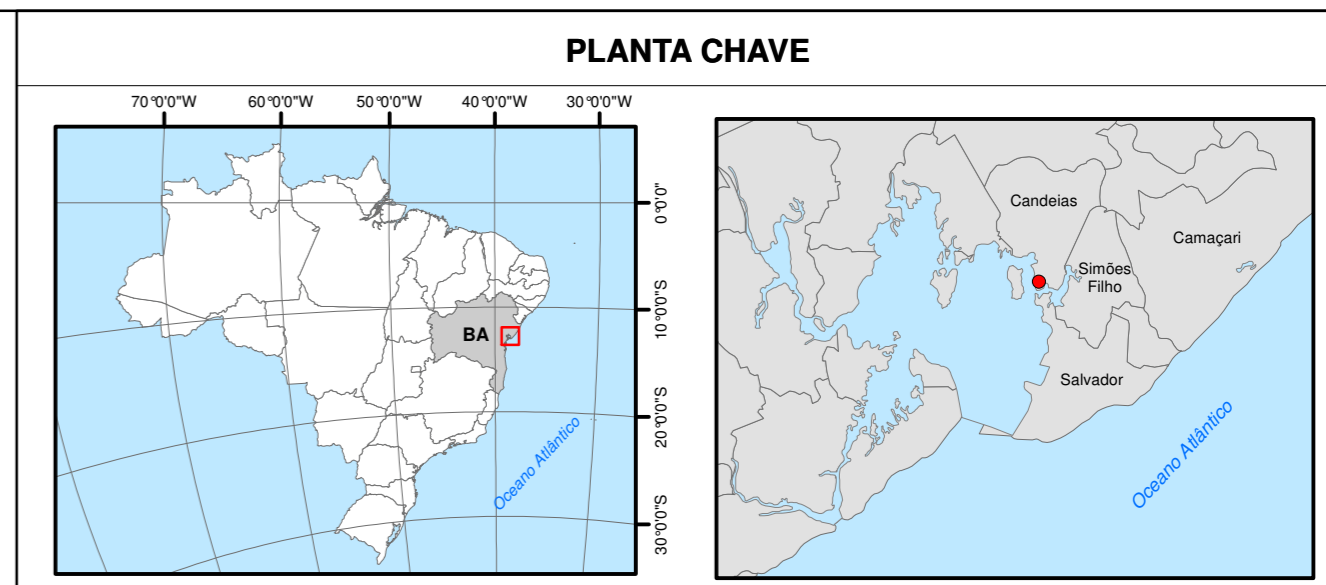 PLANTA CHAVE
70°0'0"W
60°0'0"W
50°0'0"W
40°0'0"W
30°0'0"W
0°0'0"
10°0'0"S
20°0'0"S
30°0'0"S
BA
Oceano Atlântico
Candeias
Camaçari
Simões
Filho
Salvador
Oceano Atlântico